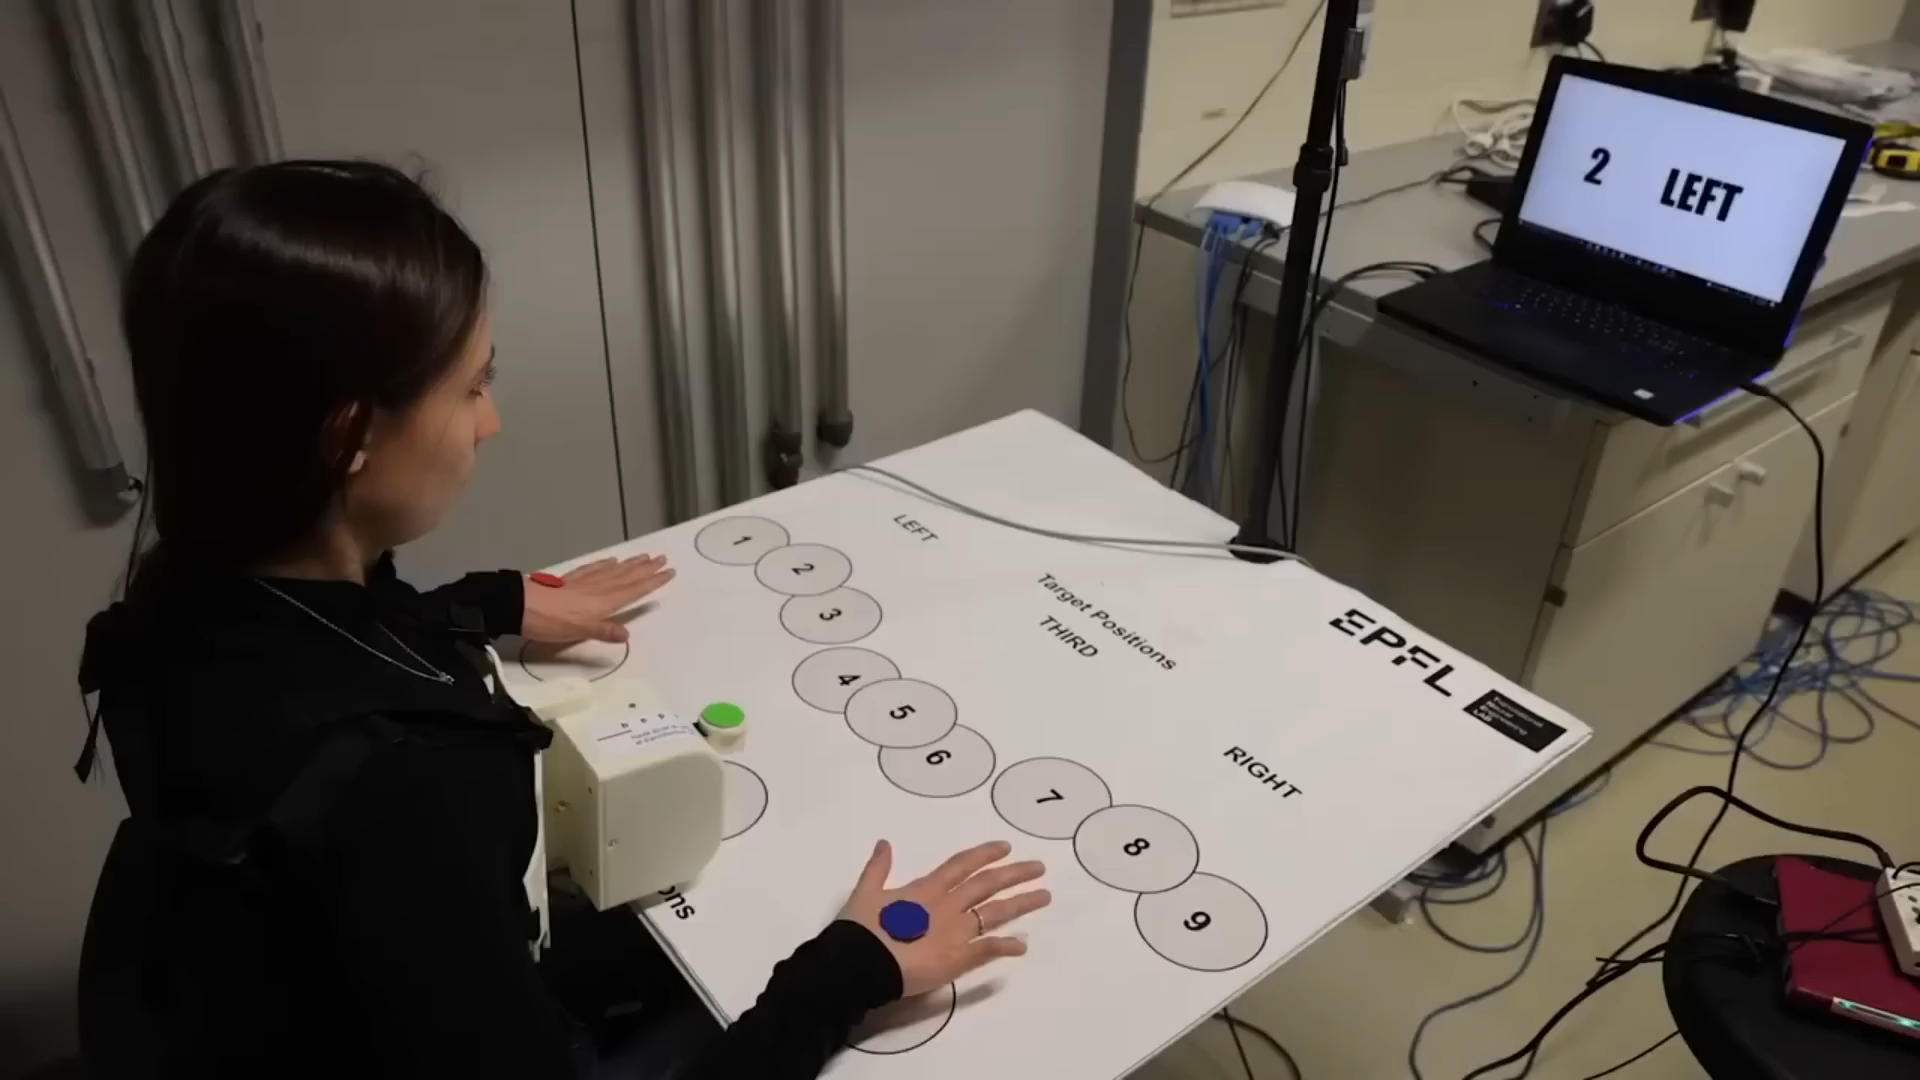 2 LEFT
LEFT
1
2
3
Target Positions
THIRD
4
5
6
EPFL
RIGHT
7
8
9
ons